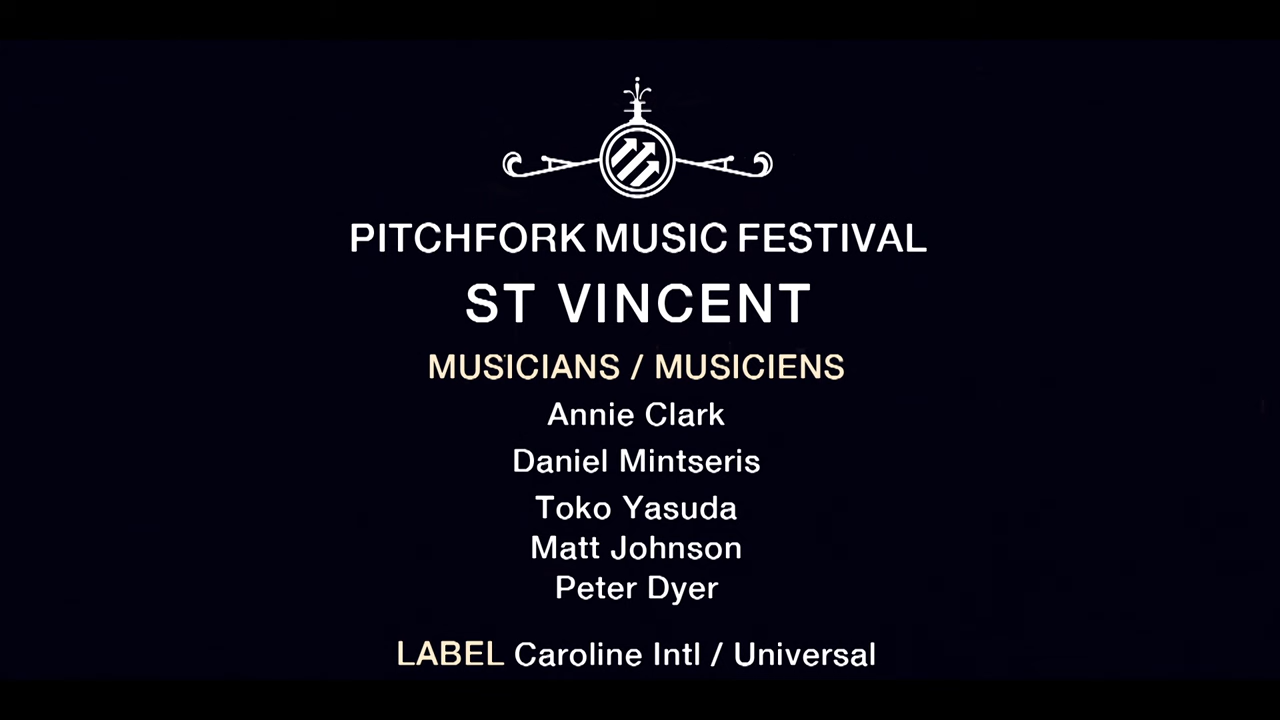 PITCHFORK MUSIC FESTIVAL
ST VINCENT
MUSICIANS / MUSICIENS
Annie Clark
Daniel Mintseris
Toko Yasuda
Matt Johnson
Peter Dyer
LABEL Caroline Intl / Universal